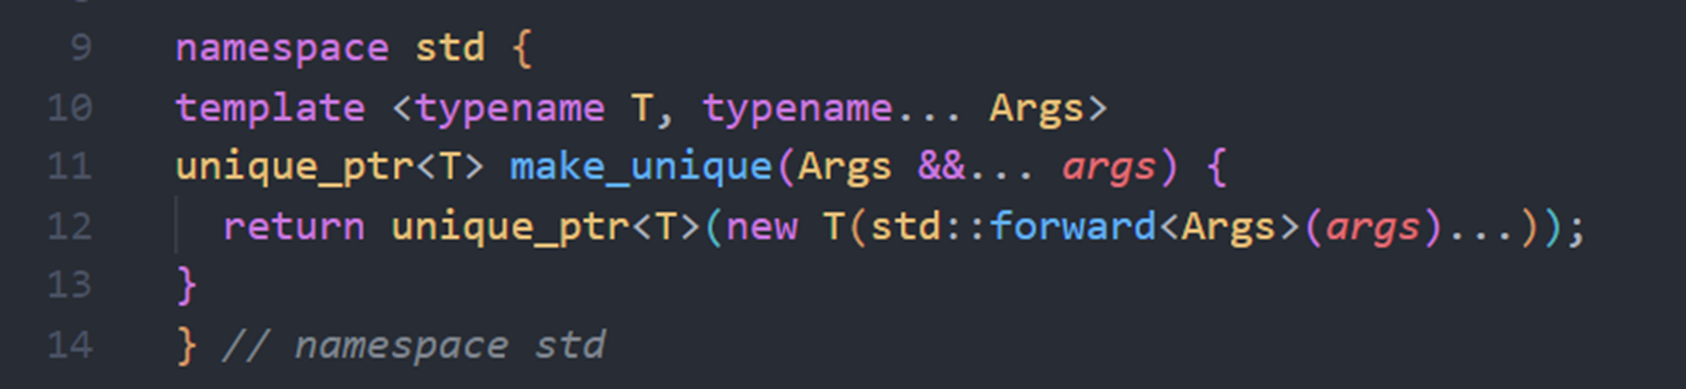 9 namespace std {
10 template <typename T, typename... Args>
11 unique_ptr<T> make_unique(Args &&... args) {
12 return unique_ptr<T>(new T(std::forward<Args>(args)...));
13 }
14 } // namespace std